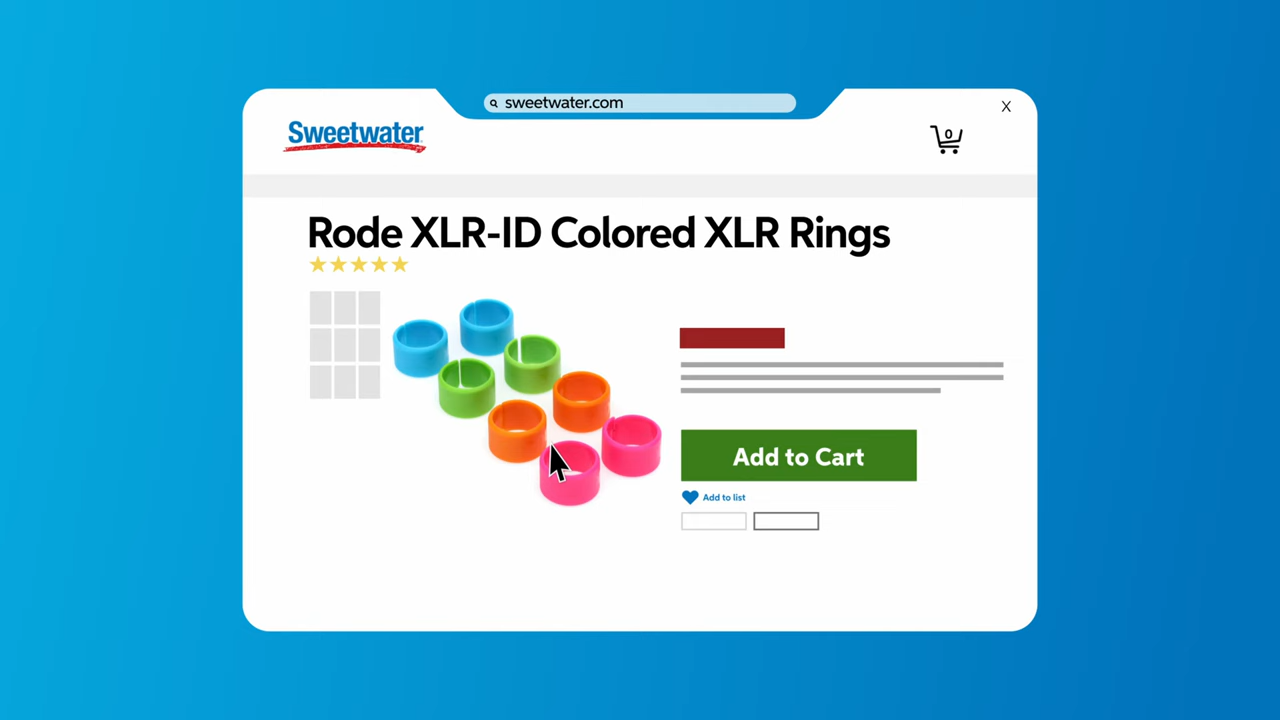 sweetwater.com
X
Sweetwater
0
Rode XLR-ID Colored XLR Rings
Add to Cart
Add to list